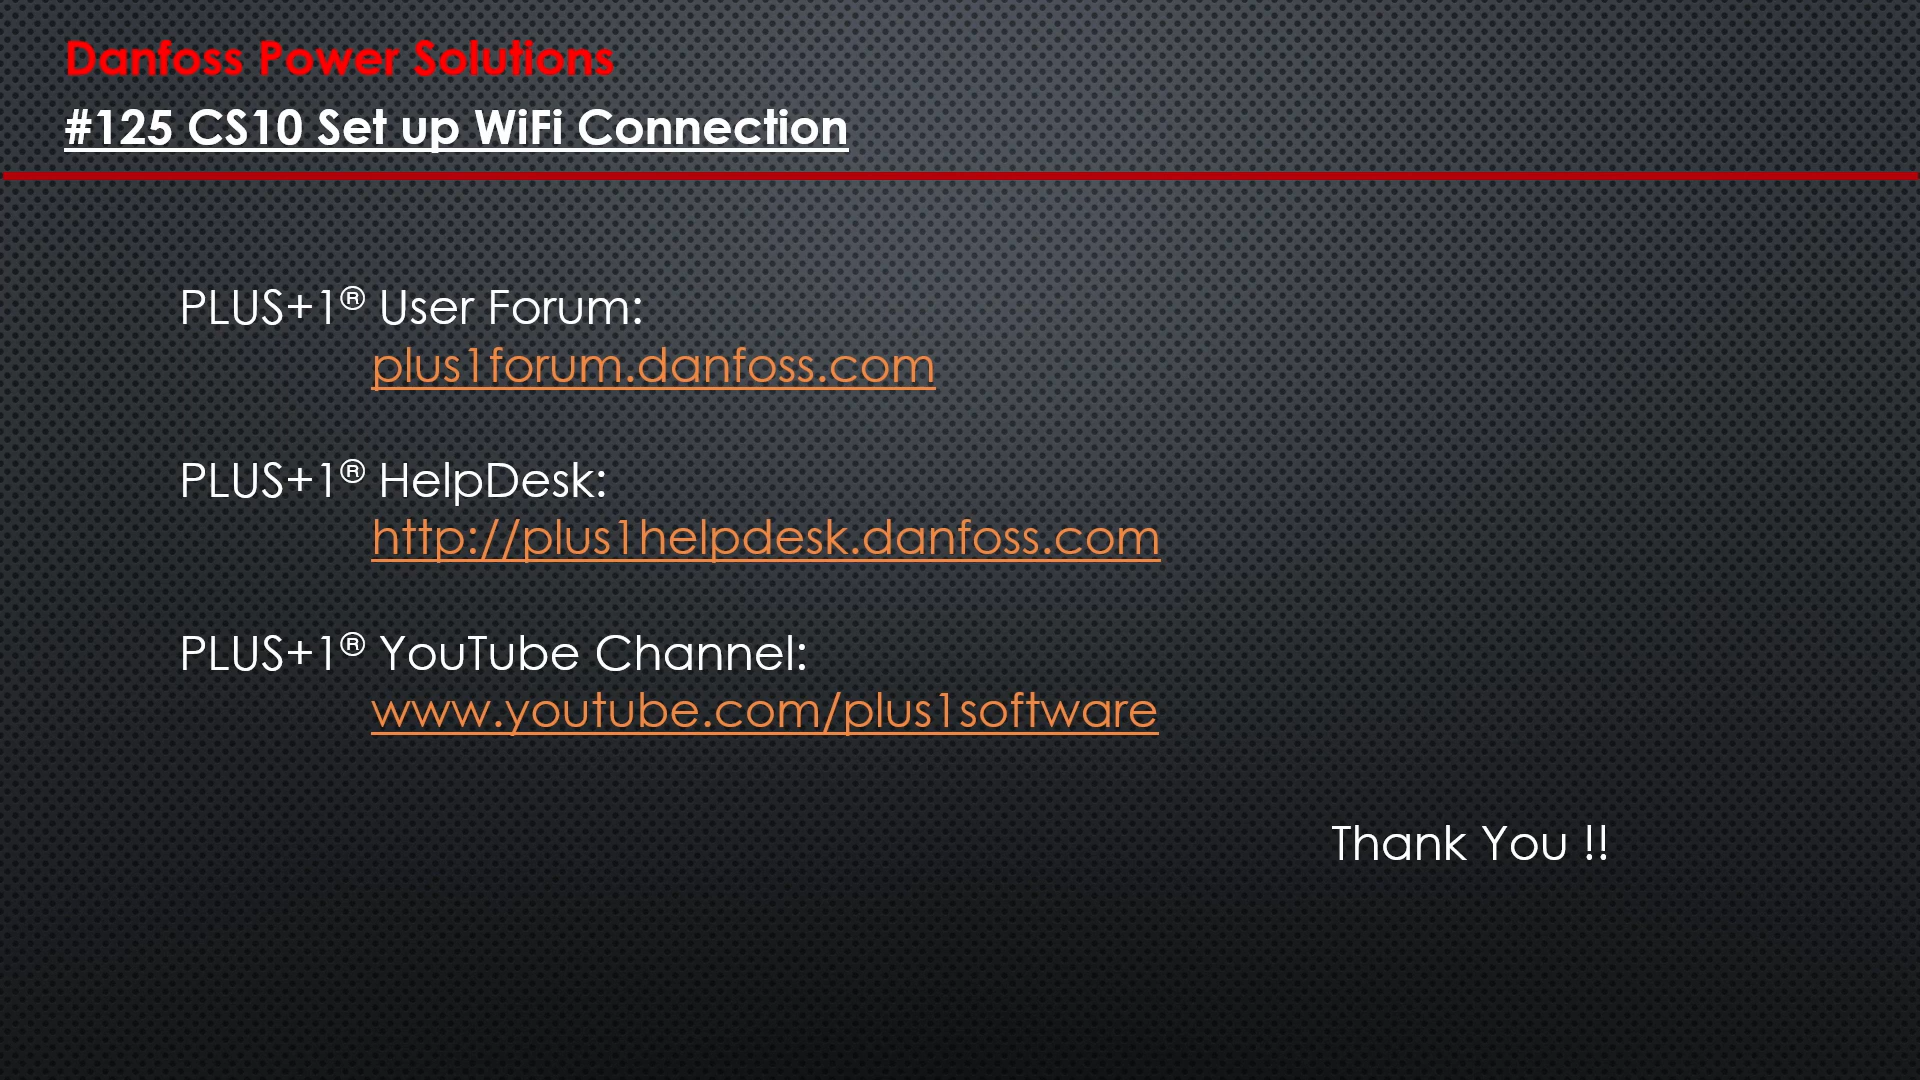 Danfoss Power Solutions
#125 CS10 Set up WiFi Connection
PLUS+1® User Forum:
plus1forum.danfoss.com
PLUS+1® HelpDesk:
http://plus1helpdesk.danfoss.com
PLUS+1® YouTube Channel:
www.youtube.com/plus1software
Thank You !!